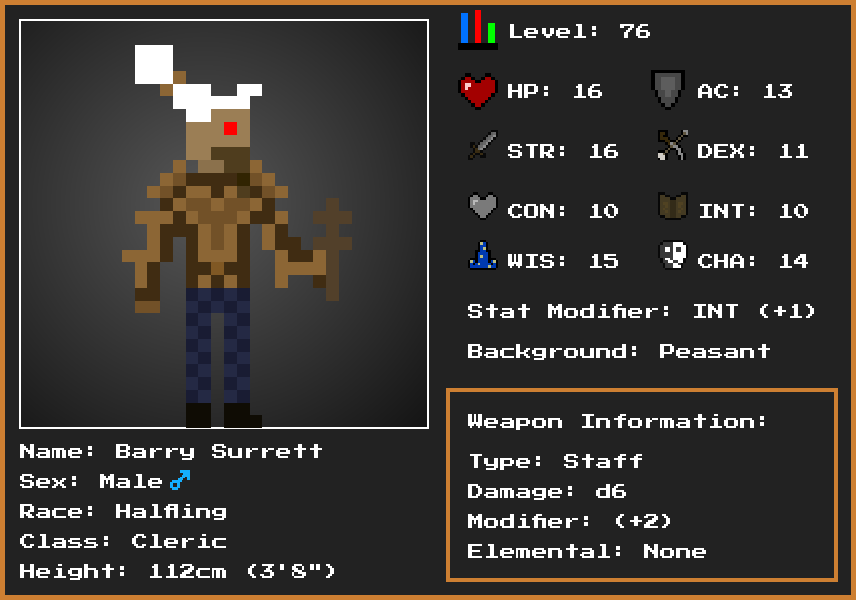 Level: 76
HP: 16 AC: 13
STR: 16 DEX: 11
CON: 10 INT: 10
WIS: 15 CHA: 14
Stat Modifier: INT (+1)
Background: Peasant
Weapon Information:
Type: Staff
Damage: d6
Modifier: (+2)
Elemental: None
Name: Barry Surrett
Sex: Male♂
Race: Halfling
Class: Cleric
Height: 112cm (3'8")